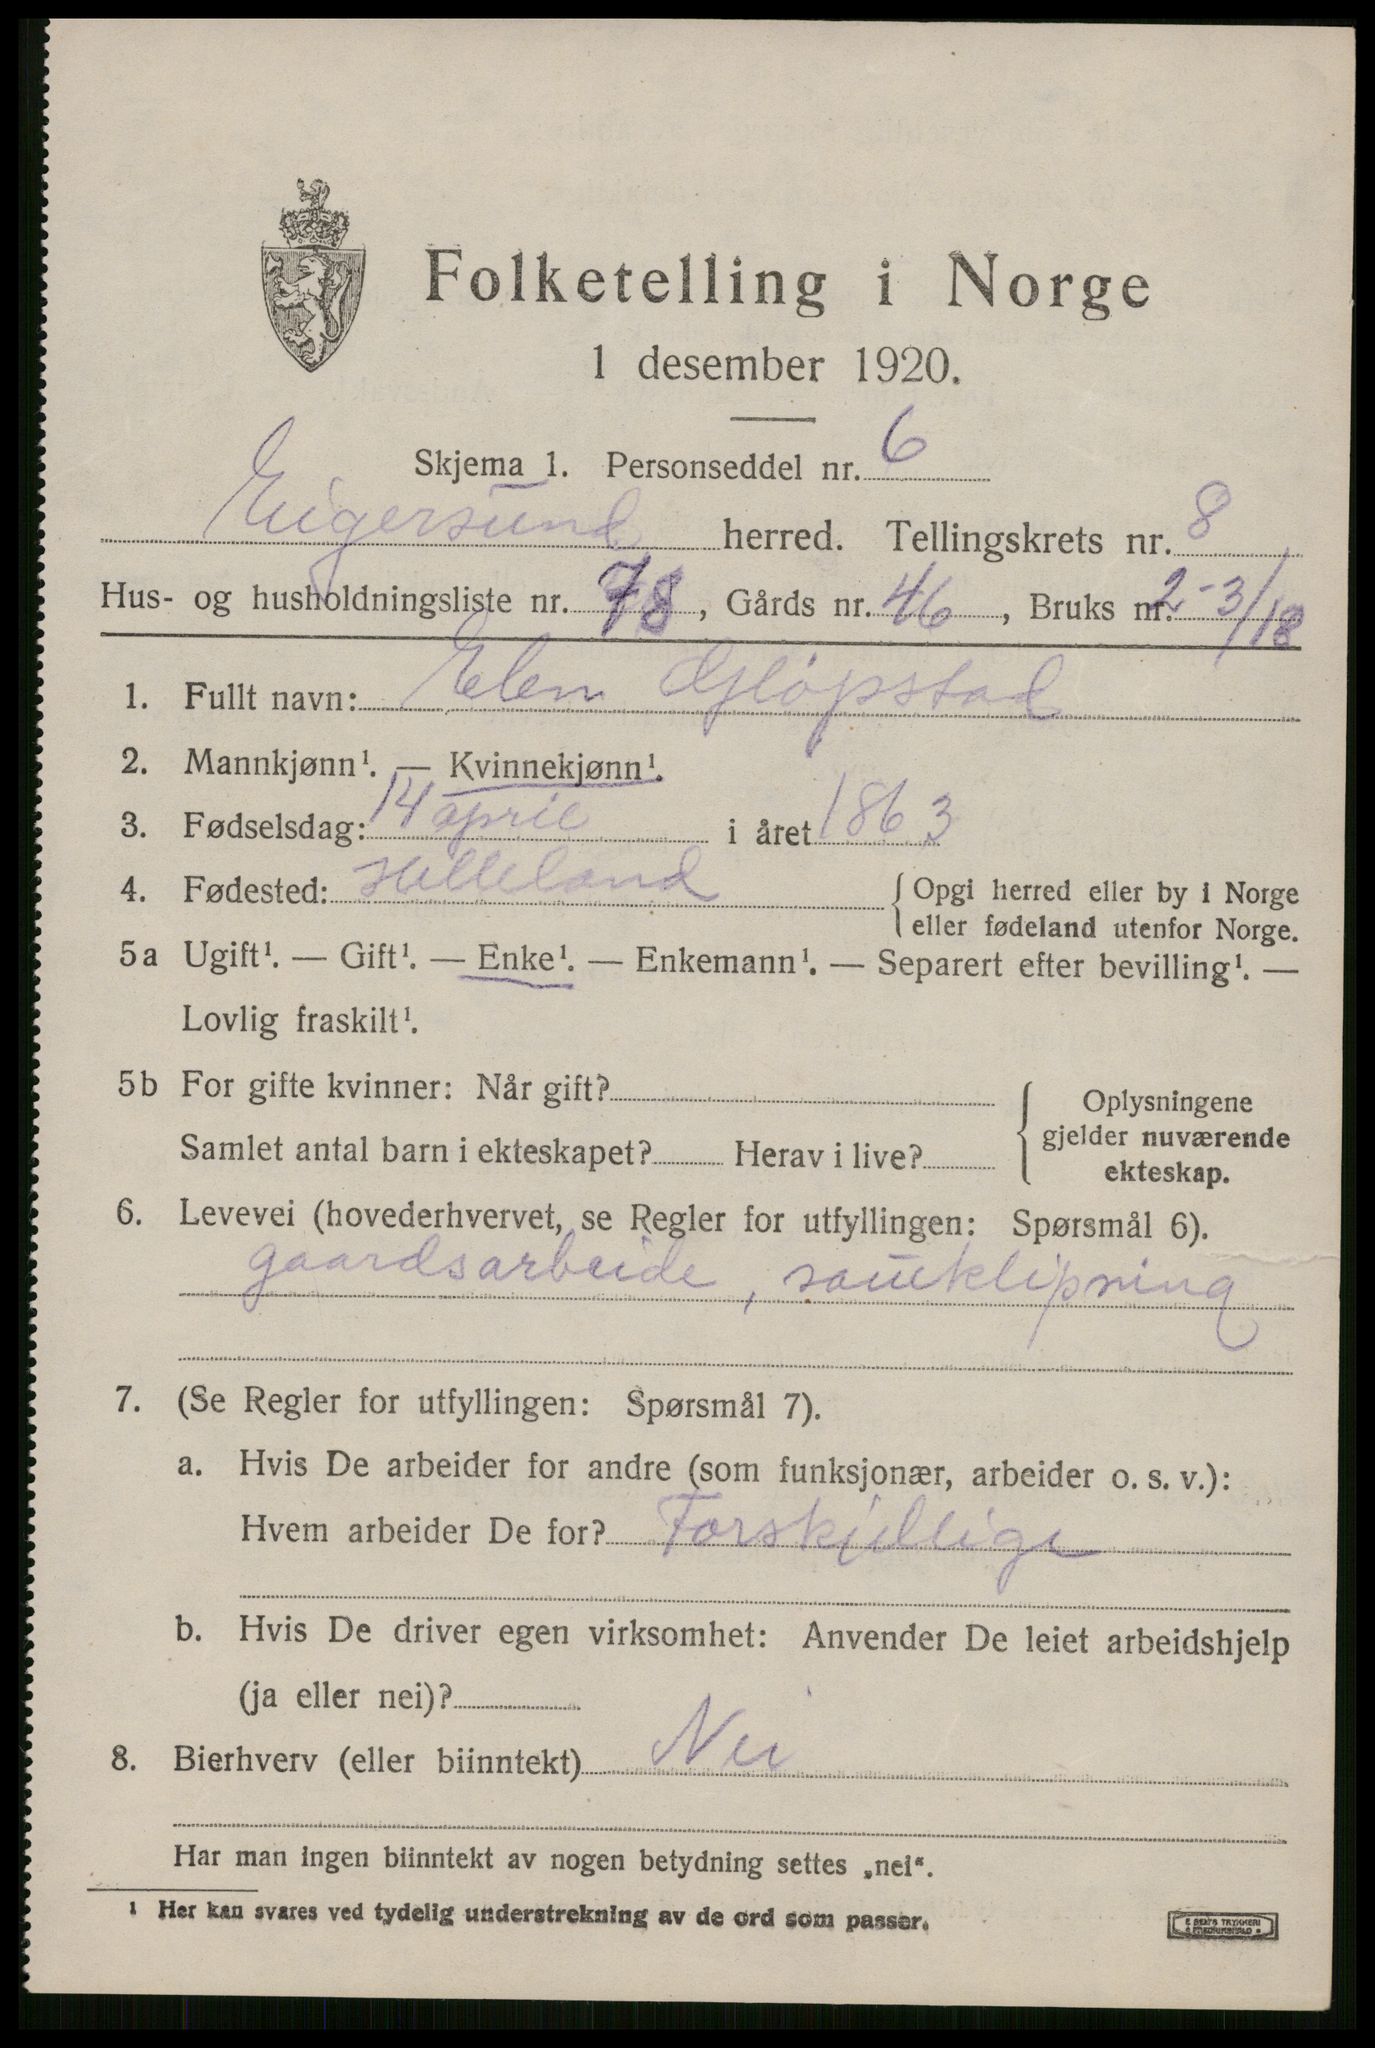 Folketelling i Norge
1 desember 1920.
Skjema 1. Personseddel nr. 6
Eigersund herred. Tellingskrets nr. 8
Hus- og husholdningsliste nr. 78, Gårds nr. 46, Bruks nr. 2-3/18
1. Fullt navn: Elen Gløpstad
2. Mannkjønn¹. — Kvinnekjønn¹.
3. Fødselsdag: 14 april i året 1863
4. Fødested: Helleland { Opgi herred eller by i Norge
eller fødeland utenfor Norge.
5a Ugift¹. — Gift¹. — Enke¹. — Enkemann¹. — Separert efter bevilling¹. —
Lovlig fraskilt¹.
5b For gifte kvinner: Når gift?
Samlet antal barn i ekteskapet? Herav i live?
{ Oplysningene
gjelder nuværende
ekteskap.
6. Levevei (hovederhvervet, se Regler for utfyllingen: Spørsmål 6).
gaardsarbeide, saueklipning
7. (Se Regler for utfyllingen: Spørsmål 7).
a. Hvis De arbeider for andre (som funksjonær, arbeider o. s. v.):
Hvem arbeider De for? Forskjellige
b. Hvis De driver egen virksomhet: Anvender De leiet arbeidshjelp
(ja eller nei)?
8. Bierhverv (eller biinntekt) Nei
Har man ingen biinntekt av nogen betydning settes „nei“.
¹ Her kan svares ved tydelig understrekning av de ord som passer.